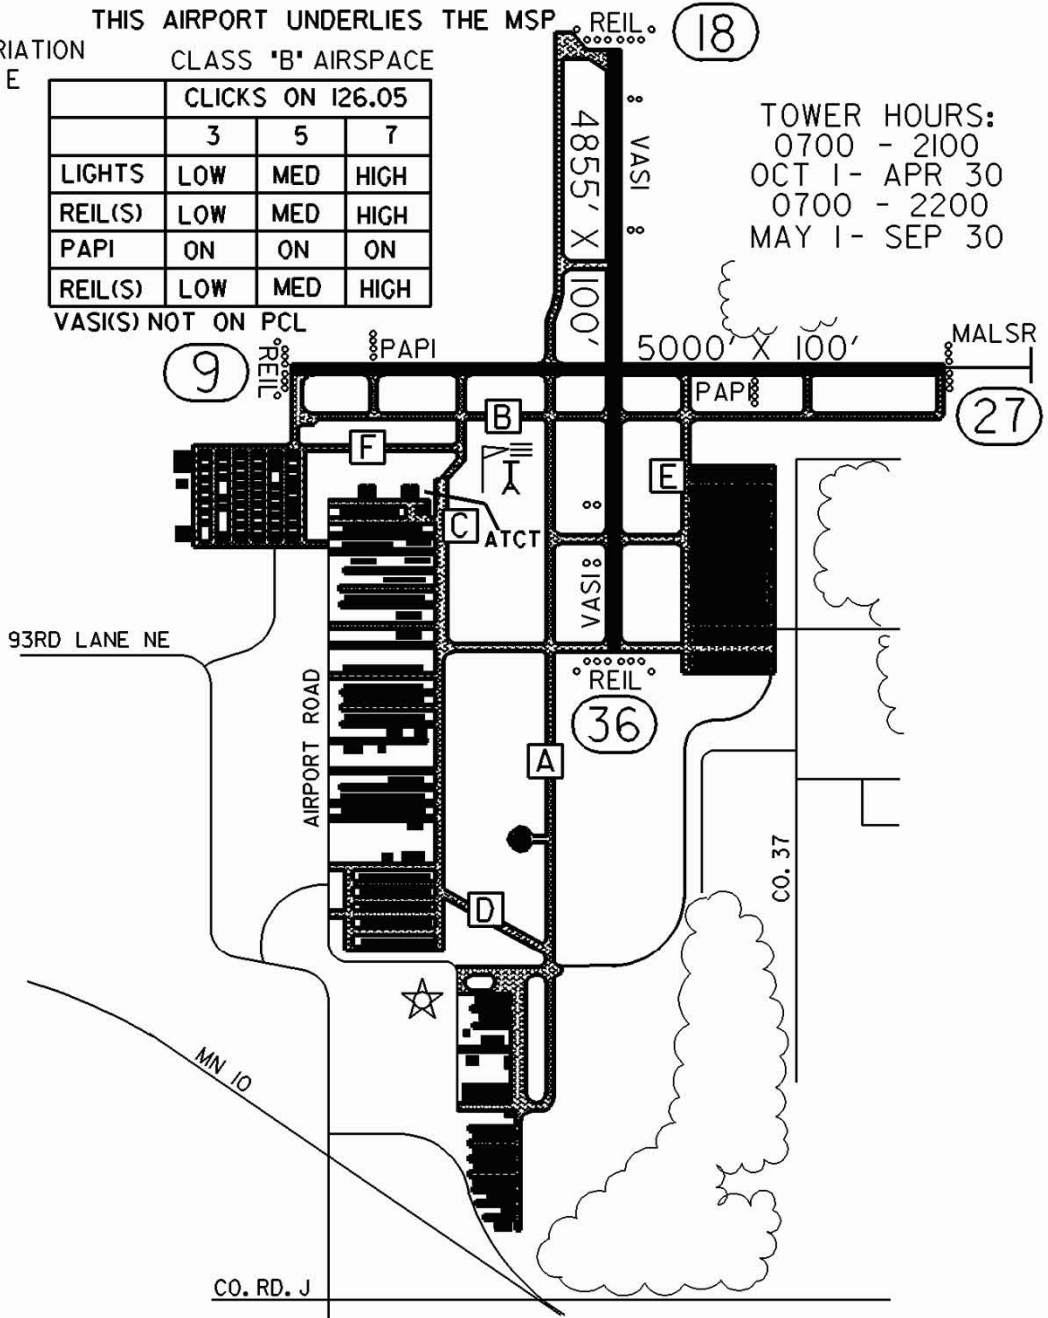 THIS AIRPORT UNDERLIES THE MSP
CLASS "B" AIRSPACE
RIATION
E
CLICKS ON 126.05
3 5 7
LIGHTS LOW MED HIGH
REIL(S) LOW MED HIGH
PAPI ON ON ON
REIL(S) LOW MED HIGH
VASI(S) NOT ON PCL
REIL
18
TOWER HOURS:
0700 - 2100
OCT 1 - APR 30
0700 - 2200
MAY 1 - SEP 30
VASI
4855' X 100'
5000' X 100'
MALSR
9
REIL
PAPI
PAPI
27
B
F
E
C
ATCT
VASI
REIL
36
93RD LANE NE
AIRPORT ROAD
A
CO. 37
D
MN 10
CO. RD. J